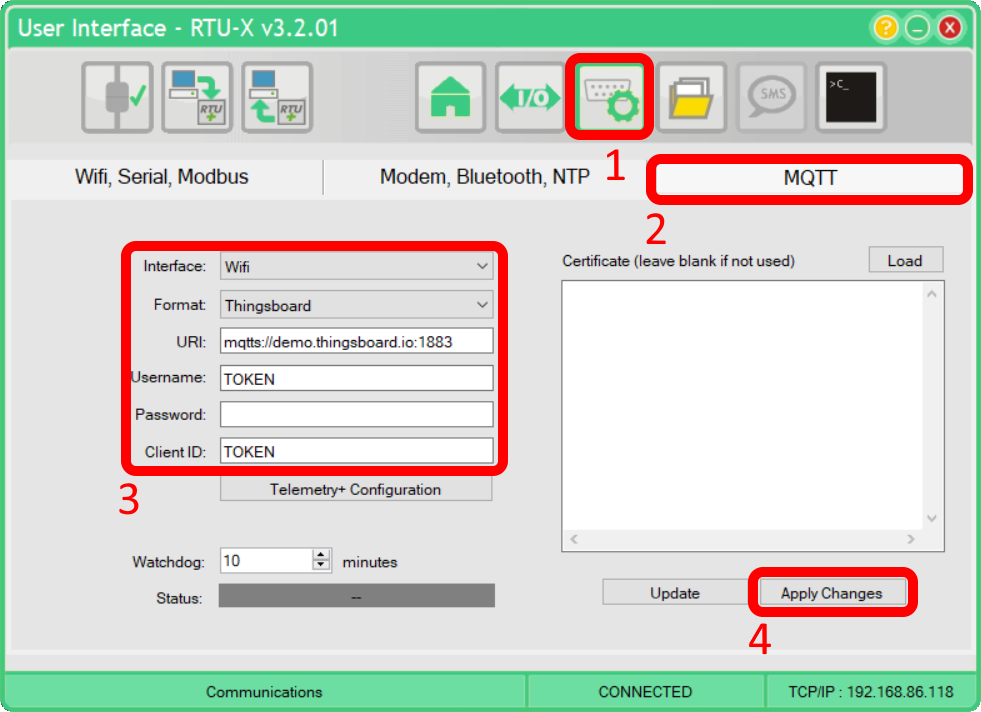 User Interface - RTU-X v3.2.01
?
RTU
RTU
I/O
SMS
>C_
1
Wifi, Serial, Modbus
Modem, Bluetooth, NTP
MQTT
2
Interface: Wifi
Format: Thingsboard
URI: mqtts://demo.thingsboard.io:1883
Username: TOKEN
Password:
Client ID: TOKEN
3
Telemetry+ Configuration
Certificate (leave blank if not used)
Load
Watchdog: 10 minutes
Status: --
Update
Apply Changes
4
Communications
CONNECTED
TCP/IP : 192.168.86.118